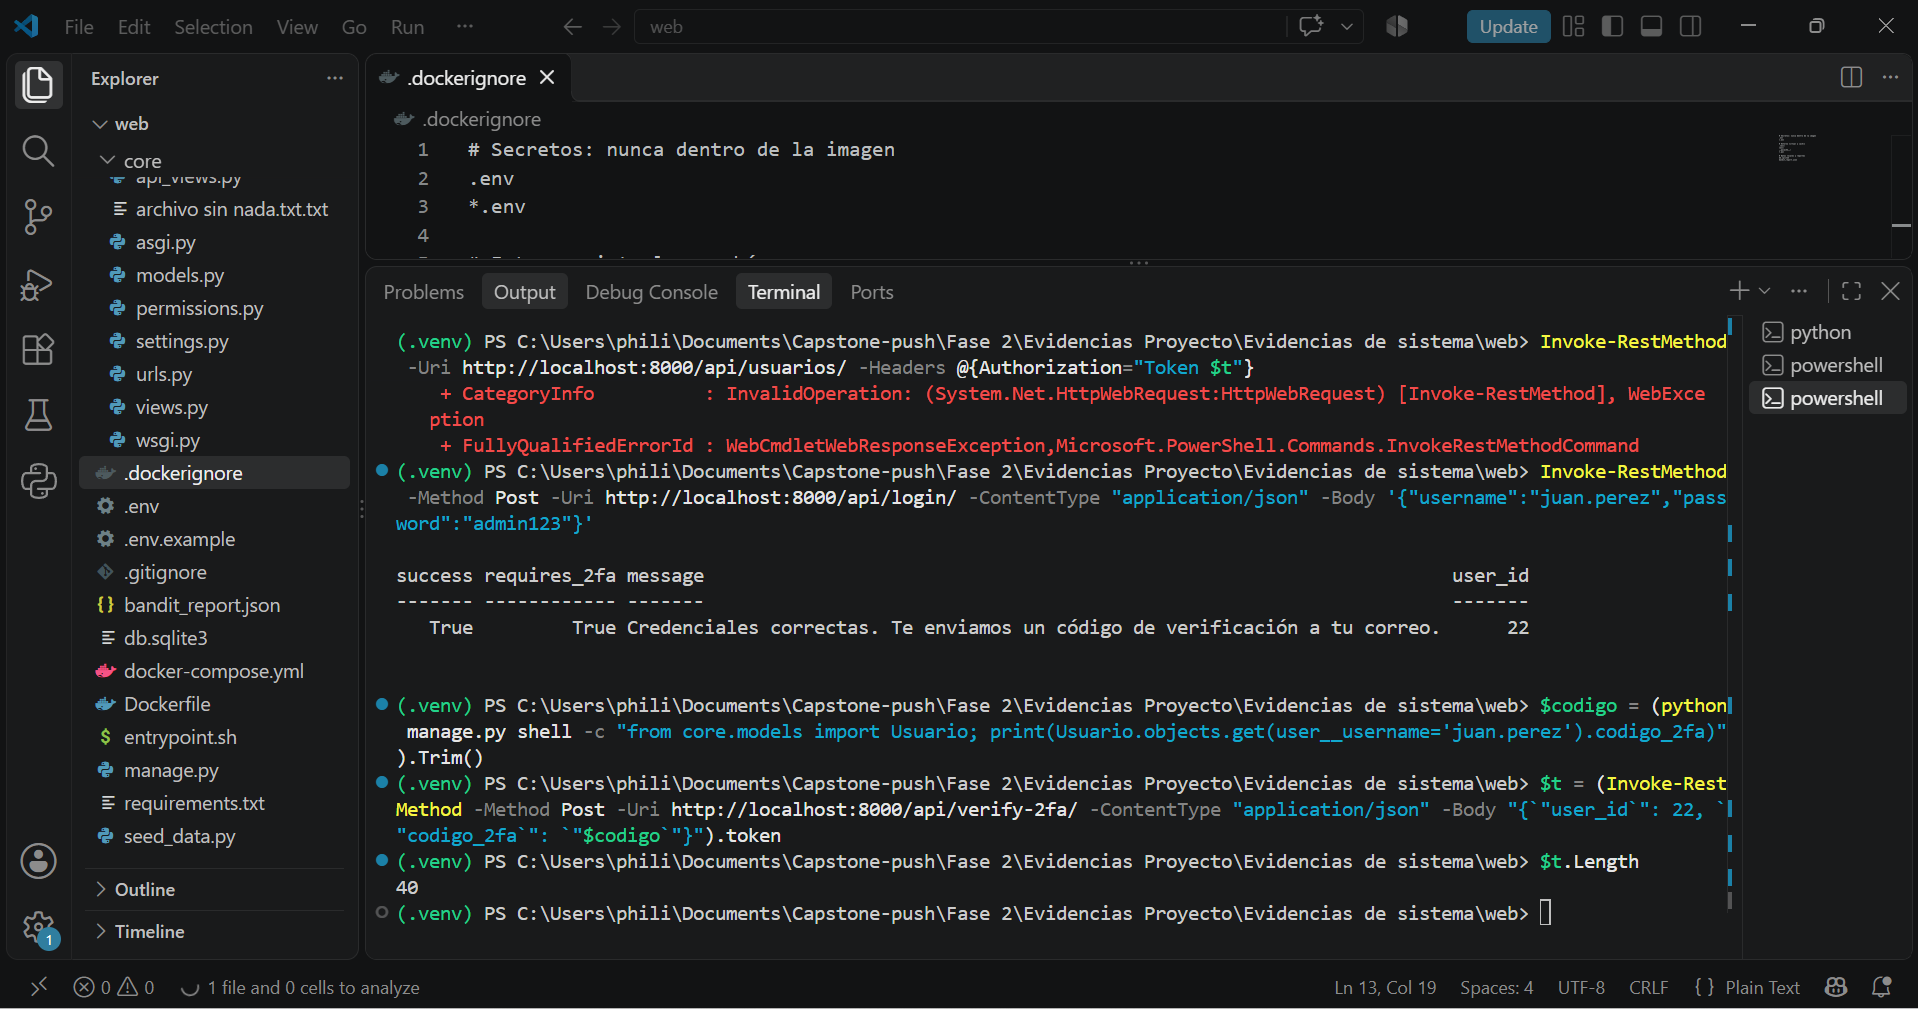 File Edit Selection View Go Run ··· web Update
Explorer ···
web
core
api_views.py
archivo sin nada.txt.txt
asgi.py
models.py
permissions.py
settings.py
urls.py
views.py
wsgi.py
.dockerignore
.env
.env.example
.gitignore
bandit_report.json
db.sqlite3
docker-compose.yml
Dockerfile
entrypoint.sh
manage.py
requirements.txt
seed_data.py
Outline
Timeline
1
.dockerignore
.dockerignore
1 # Secretos: nunca dentro de la imagen
2 .env
3 *.env
4
Problems Output Debug Console Terminal Ports
(.venv) PS C:\Users\phili\Documents\Capstone-push\Fase 2\Evidencias Proyecto\Evidencias de sistema\web> Invoke-RestMethod
-Uri http://localhost:8000/api/usuarios/ -Headers @{Authorization="Token $t"}
+ CategoryInfo : InvalidOperation: (System.Net.HttpWebRequest:HttpWebRequest) [Invoke-RestMethod], WebExce
ption
+ FullyQualifiedErrorId : WebCmdletWebResponseException,Microsoft.PowerShell.Commands.InvokeRestMethodCommand
(.venv) PS C:\Users\phili\Documents\Capstone-push\Fase 2\Evidencias Proyecto\Evidencias de sistema\web> Invoke-RestMethod
-Method Post -Uri http://localhost:8000/api/login/ -ContentType "application/json" -Body '{"username":"juan.perez","pass
word":"admin123"}'
success requires_2fa message user_id
------- ------------ ------- -------
True True Credenciales correctas. Te enviamos un código de verificación a tu correo. 22
(.venv) PS C:\Users\phili\Documents\Capstone-push\Fase 2\Evidencias Proyecto\Evidencias de sistema\web> $codigo = (python
manage.py shell -c "from core.models import Usuario; print(Usuario.objects.get(user__username='juan.perez').codigo_2fa)"
).Trim()
(.venv) PS C:\Users\phili\Documents\Capstone-push\Fase 2\Evidencias Proyecto\Evidencias de sistema\web> $t = (Invoke-Rest
Method -Method Post -Uri http://localhost:8000/api/verify-2fa/ -ContentType "application/json" -Body "{`"user_id`": 22, `
"codigo_2fa`": `"$codigo`"}").token
(.venv) PS C:\Users\phili\Documents\Capstone-push\Fase 2\Evidencias Proyecto\Evidencias de sistema\web> $t.Length
40
(.venv) PS C:\Users\phili\Documents\Capstone-push\Fase 2\Evidencias Proyecto\Evidencias de sistema\web>
python
powershell
powershell
0 0 1 file and 0 cells to analyze Ln 13, Col 19 Spaces: 4 UTF-8 CRLF { } Plain Text